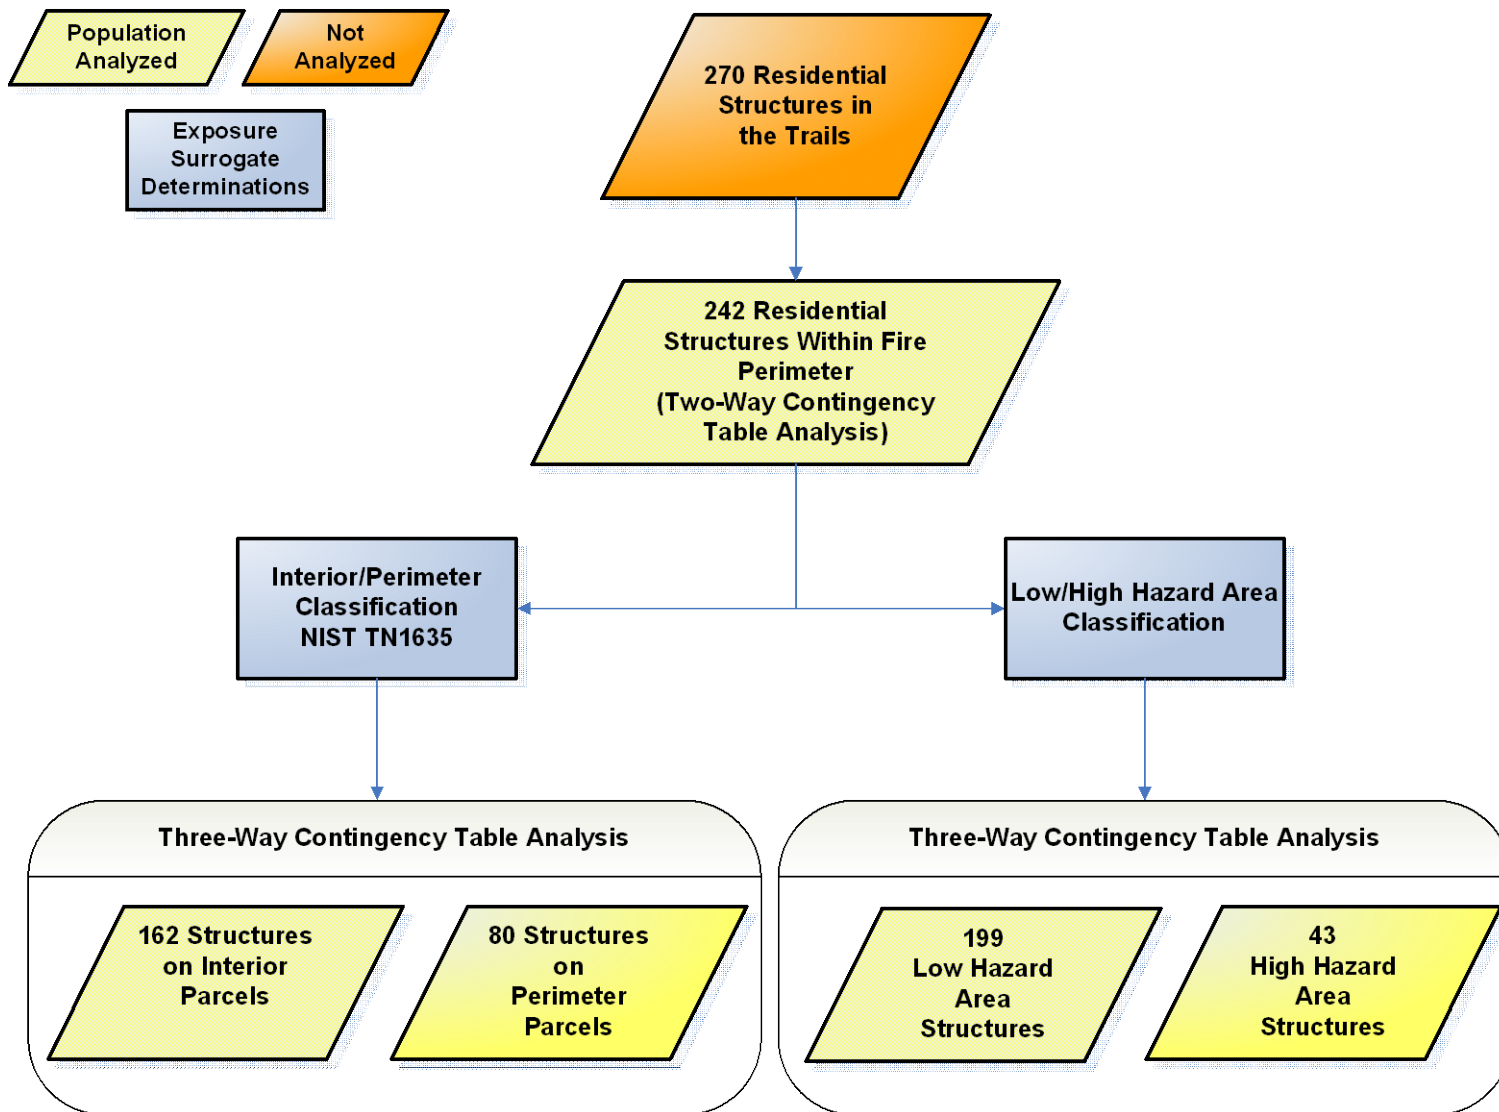 Population
Analyzed
Not
Analyzed
Exposure
Surrogate
Determinations
270 Residential
Structures in
the Trails
242 Residential
Structures Within Fire
Perimeter
(Two-Way Contingency
Table Analysis)
Interior/Perimeter
Classification
NIST TN1635
Low/High Hazard Area
Classification
Three-Way Contingency Table Analysis
162 Structures
on Interior
Parcels
80 Structures
on
Perimeter
Parcels
Three-Way Contingency Table Analysis
199
Low Hazard
Area
Structures
43
High Hazard
Area
Structures